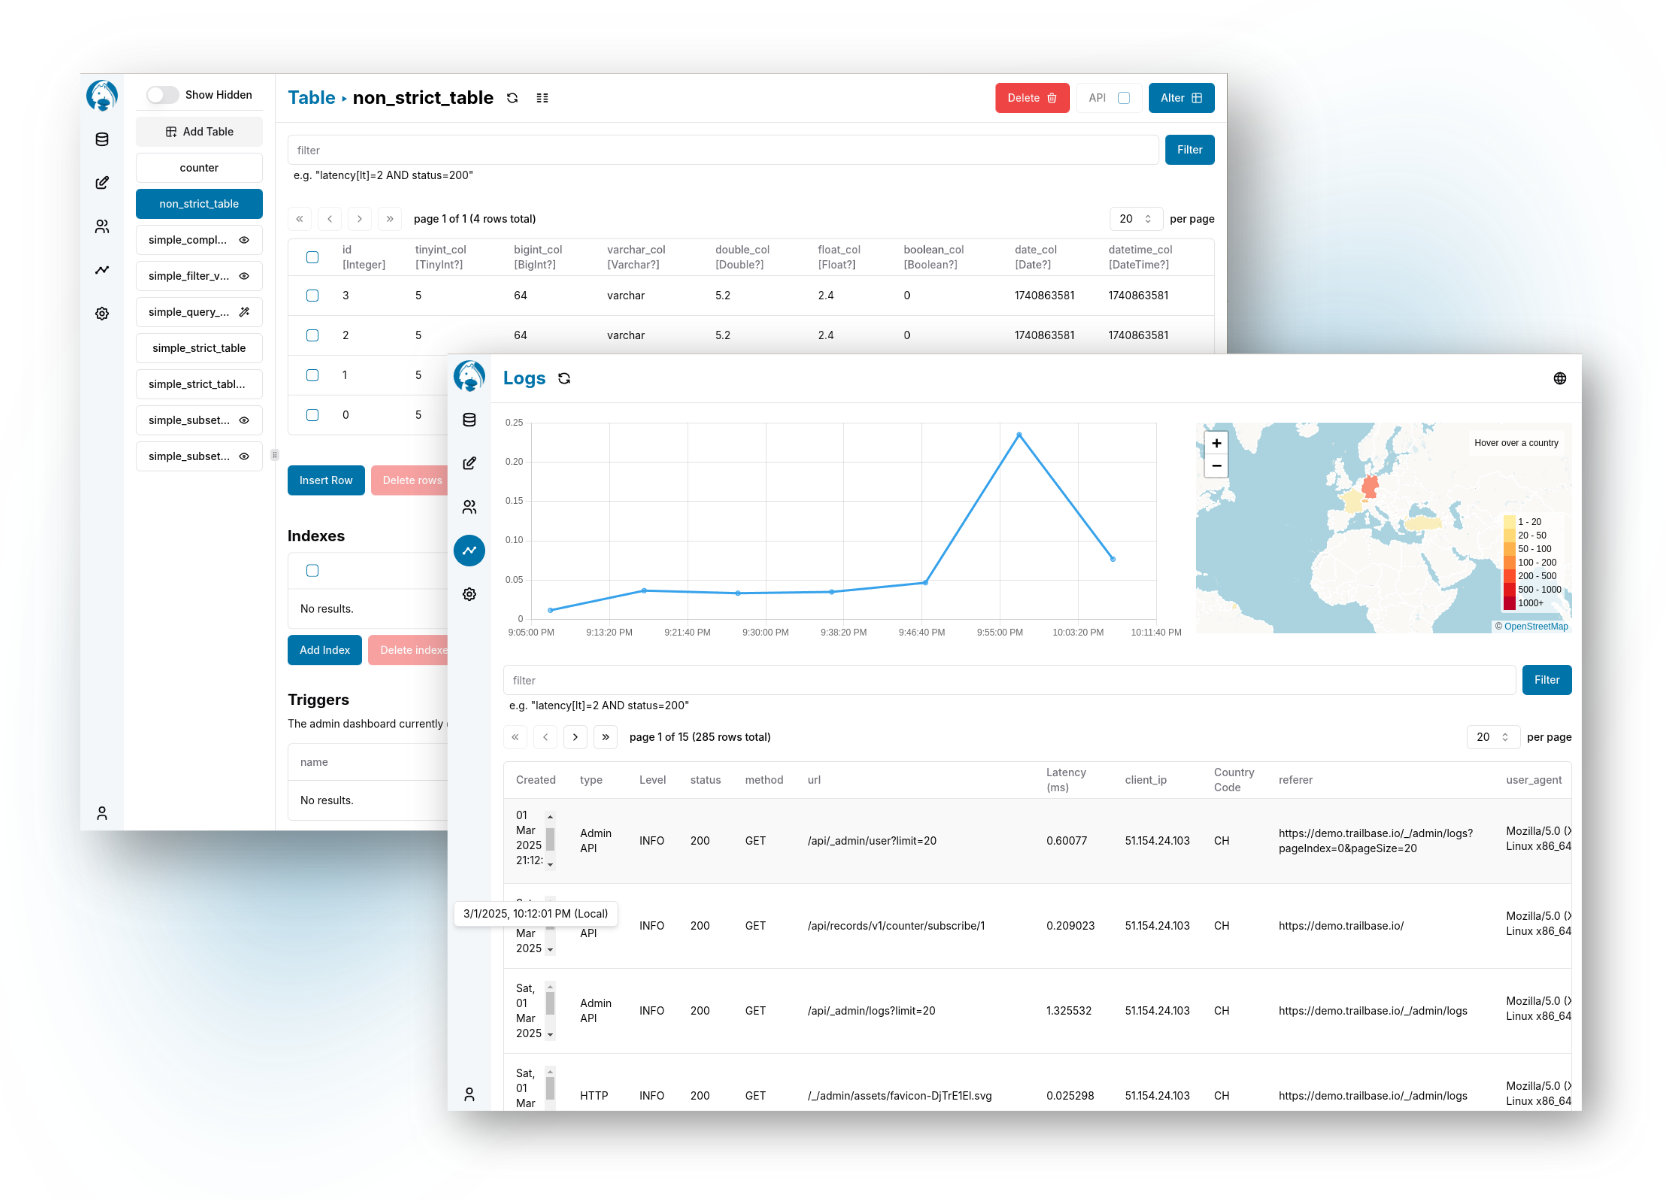 Show Hidden
Add Table
counter
non_strict_table
simple_compl...
simple_filter_v...
simple_query_...
simple_strict_table
simple_strict_tabl...
simple_subset...
simple_subset...
Table ▸ non_strict_table
Delete
API
Alter
filter
Filter
e.g. "latency[lt]=2 AND status=200"
« ‹ › » page 1 of 1 (4 rows total)
20 per page
id tinyint_col bigint_col varchar_col double_col float_col boolean_col date_col datetime_col
[Integer] [TinyInt?] [BigInt?] [Varchar?] [Double?] [Float?] [Boolean?] [Date?] [DateTime?]
3 5 64 varchar 5.2 2.4 0 1740863581 1740863581
2 5 64 varchar 5.2 2.4 0 1740863581 1740863581
1 5
0 5
Insert Row
Delete rows
Indexes
No results.
Add Index
Delete indexe
Triggers
The admin dashboard currently
name
No results.
Logs
0.25
0.20
0.15
0.10
0.05
0
9:05:00 PM 9:13:20 PM 9:21:40 PM 9:30:00 PM 9:38:20 PM 9:46:40 PM 9:55:00 PM 10:03:20 PM 10:11:40 PM
+
−
Hover over a country
1 - 20
20 - 50
50 - 100
100 - 200
200 - 500
500 - 1000
1000+
© OpenStreetMap
filter
Filter
e.g. "latency[lt]=2 AND status=200"
« ‹ › » page 1 of 15 (285 rows total)
20 per page
Created type Level status method url Latency (ms) client_ip Country Code referer user_agent
01
Mar
2025
21:12:
Admin
API
INFO 200 GET /api/_admin/user?limit=20 0.60077 51.154.24.103 CH
https://demo.trailbase.io/_/admin/logs?
pageIndex=0&pageSize=20
Mozilla/5.0 (X
Linux x86_64
3/1/2025, 10:12:01 PM (Local)
Mar
2025
API
INFO 200 GET /api/records/v1/counter/subscribe/1 0.209023 51.154.24.103 CH https://demo.trailbase.io/
Mozilla/5.0 (X
Linux x86_64
Sat,
01
Mar
2025
Admin
API
INFO 200 GET /api/_admin/logs?limit=20 1.325532 51.154.24.103 CH https://demo.trailbase.io/_/admin/logs
Mozilla/5.0 (X
Linux x86_64
Sat,
01
Mar
HTTP INFO 200 GET /_/admin/assets/favicon-DjTrE1El.svg 0.025298 51.154.24.103 CH https://demo.trailbase.io/_/admin/logs
Mozilla/5.0 (X
Linux x86_64